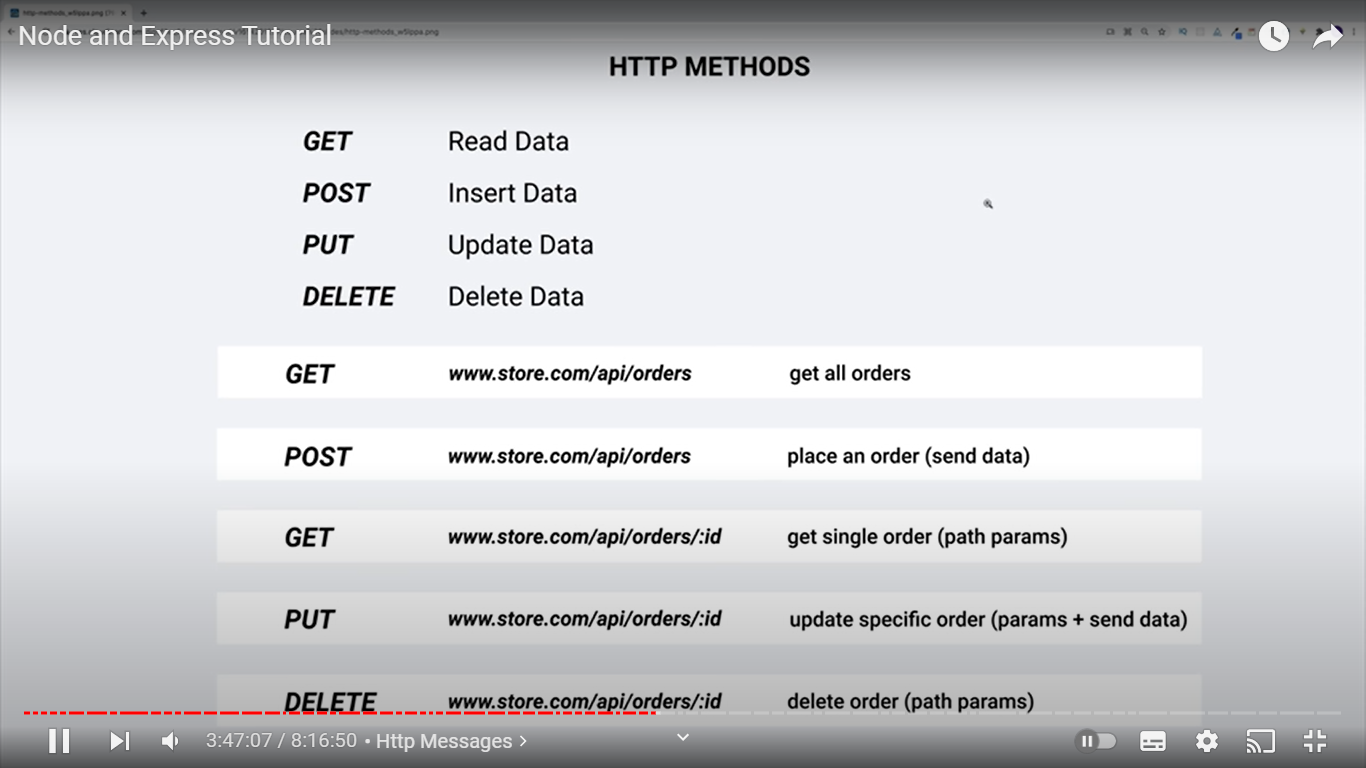 http-methods_w5ippa.png
Node and Express Tutorial
HTTP METHODS
GET Read Data
POST Insert Data
PUT Update Data
DELETE Delete Data
GET www.store.com/api/orders get all orders
POST www.store.com/api/orders place an order (send data)
GET www.store.com/api/orders/:id get single order (path params)
PUT www.store.com/api/orders/:id update specific order (params + send data)
DELETE www.store.com/api/orders/:id delete order (path params)
3:47:07 / 8:16:50 • Http Messages >